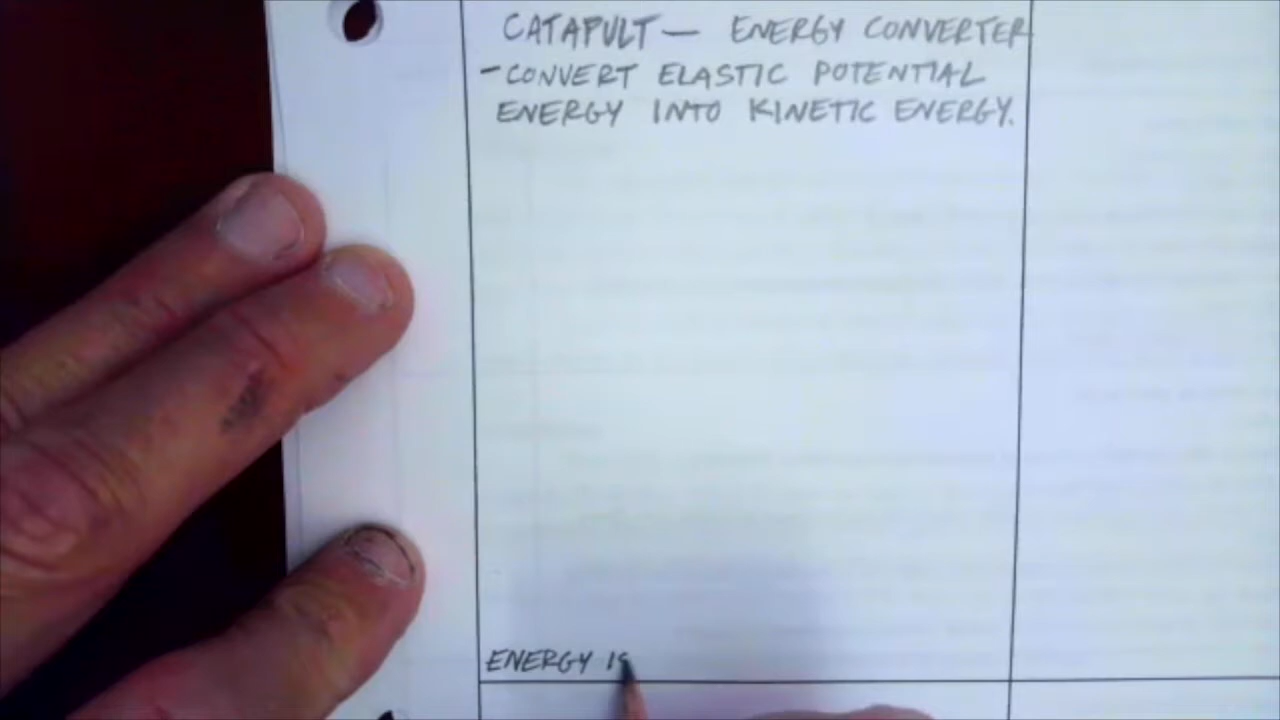 CATAPULT — ENERGY CONVERTER
- CONVERT ELASTIC POTENTIAL
ENERGY INTO KINETIC ENERGY.
ENERGY IS